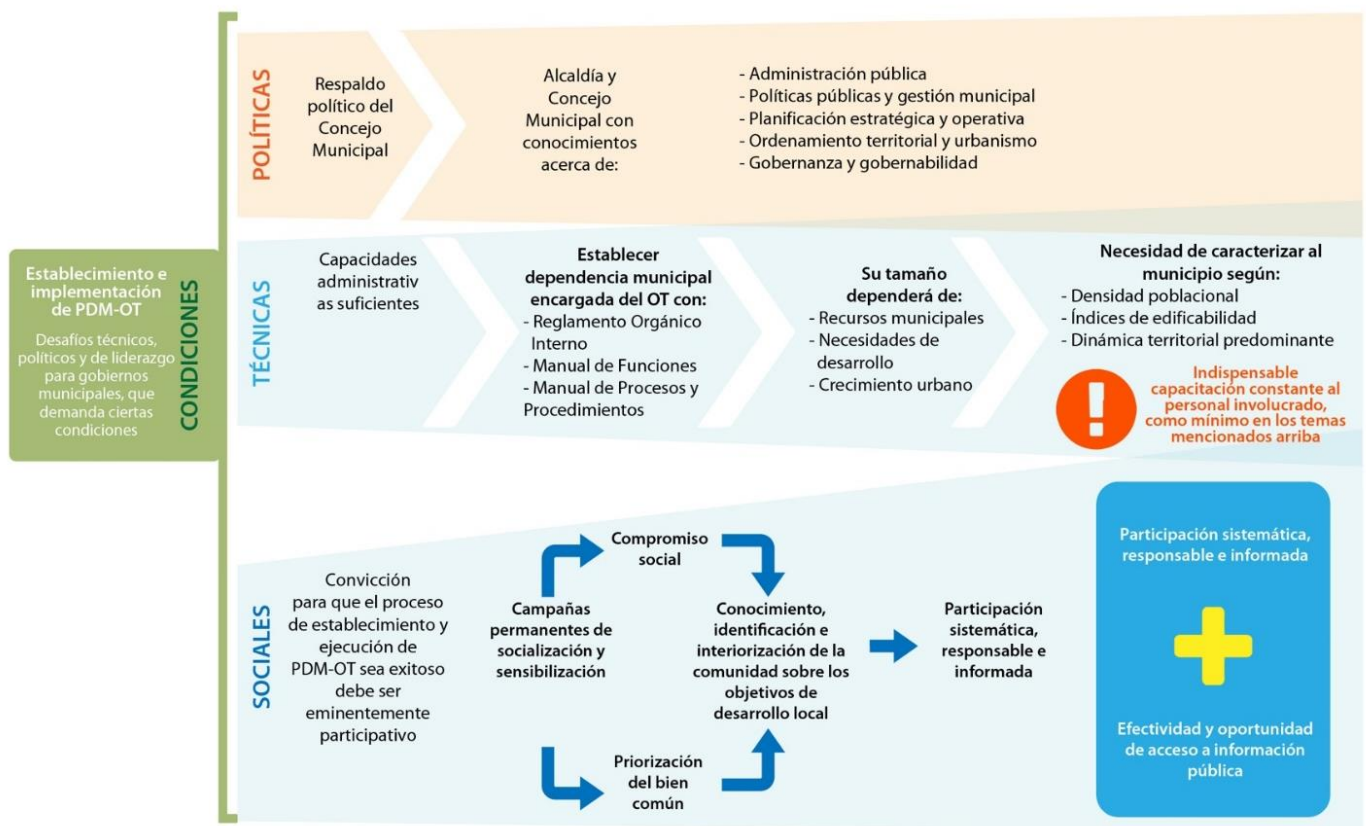 Establecimiento e
implementación
de PDM-OT
Desafíos técnicos,
políticos y de liderazgo
para gobiernos
municipales, que
demanda ciertas
condiciones
CONDICIONES
POLÍTICAS
Respaldo
político del
Concejo
Municipal
Alcaldía y
Concejo
Municipal con
conocimientos
acerca de:
- Administración pública
- Políticas públicas y gestión municipal
- Planificación estratégica y operativa
- Ordenamiento territorial y urbanismo
- Gobernanza y gobernabilidad
TÉCNICAS
Capacidades
administrativ
as suficientes
Establecer
dependencia municipal
encargada del OT con:
- Reglamento Orgánico
Interno
- Manual de Funciones
- Manual de Procesos y
Procedimientos
Su tamaño
dependerá de:
- Recursos municipales
- Necesidades de
desarrollo
- Crecimiento urbano
Necesidad de caracterizar al
municipio según:
- Densidad poblacional
- Índices de edificabilidad
- Dinámica territorial predominante
!
Indispensable
capacitación constante al
personal involucrado,
como mínimo en los temas
mencionados arriba
SOCIALES
Convicción
para que el proceso
de establecimiento y
ejecución de
PDM-OT sea exitoso
debe ser
eminentemente
participativo
Campañas
permanentes de
socialización y
sensibilización
Compromiso
social
Priorización
del bien
común
Conocimiento,
identificación e
interiorización de la
comunidad sobre los
objetivos de
desarrollo local
Participación
sistemática,
responsable e
informada
Participación sistemática,
responsable e informada
Efectividad y oportunidad
de acceso a información
pública